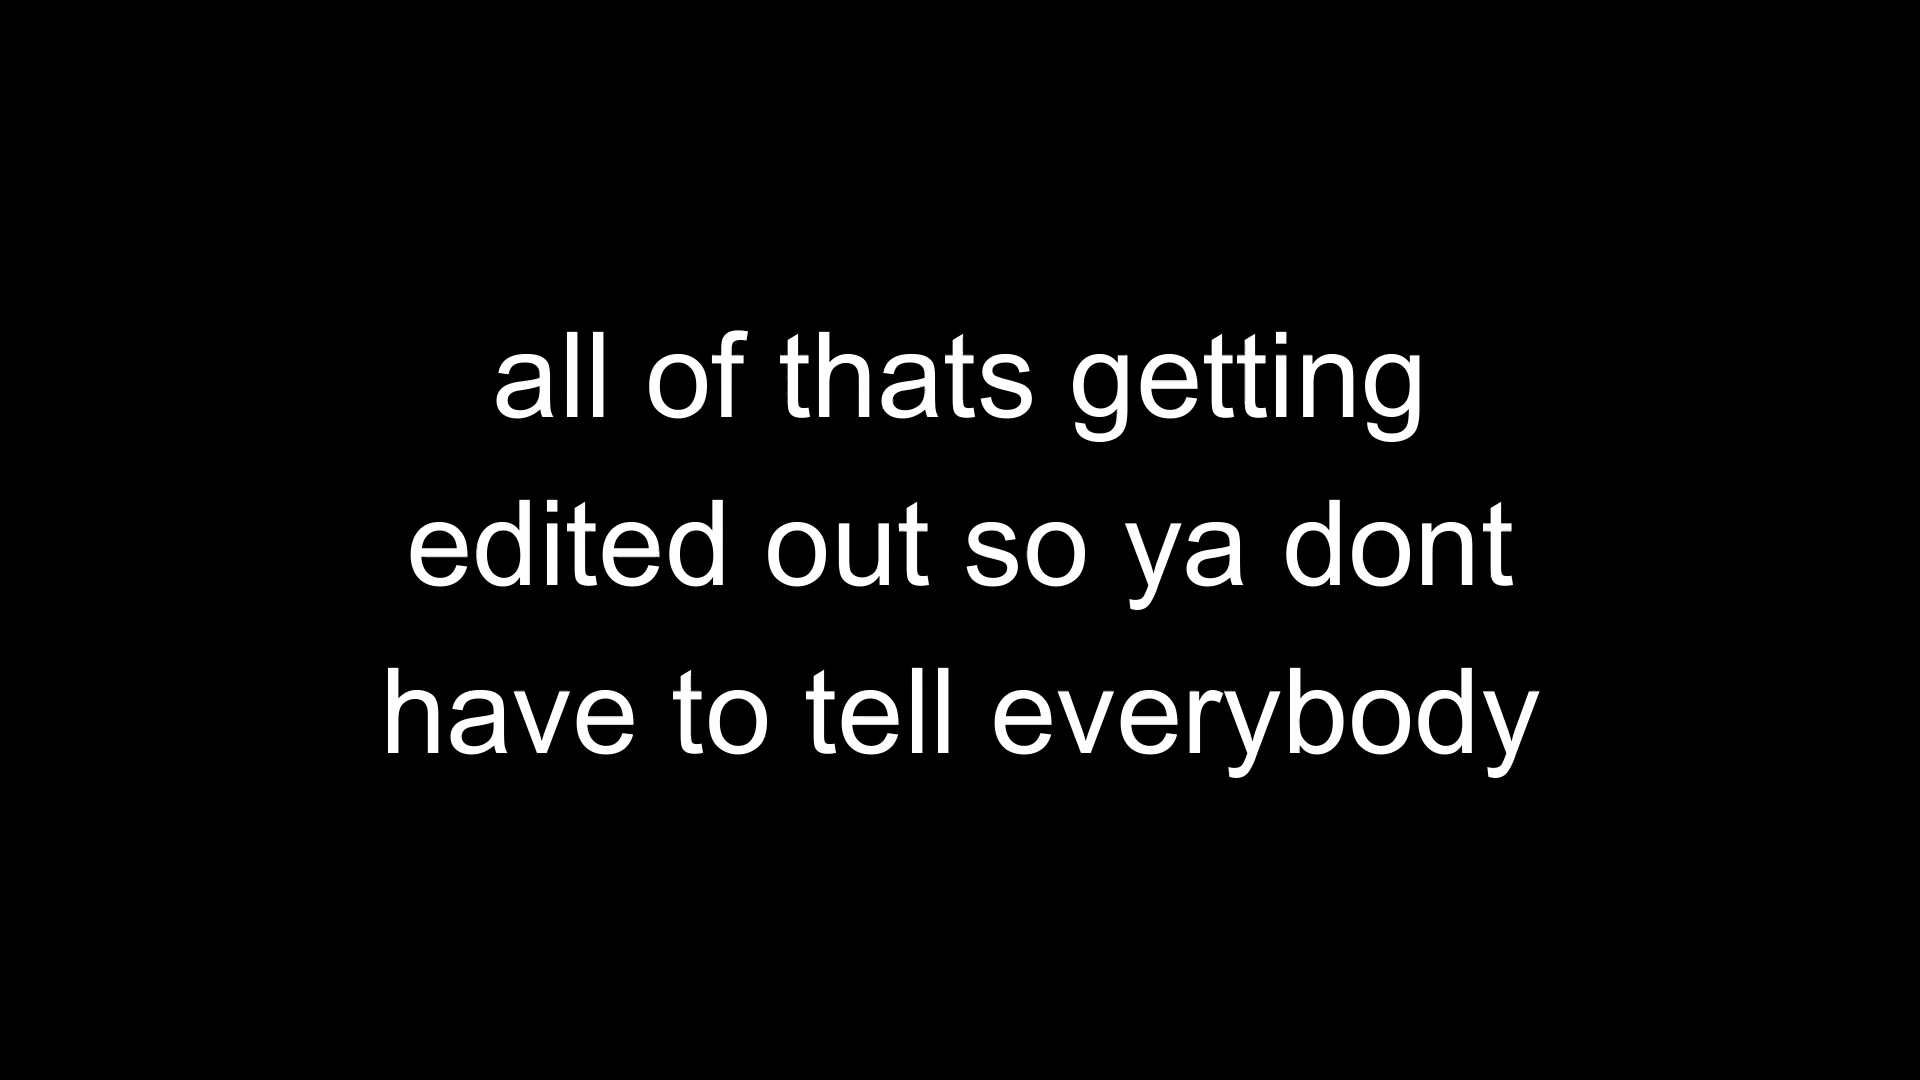 all of thats getting
edited out so ya dont
have to tell everybody